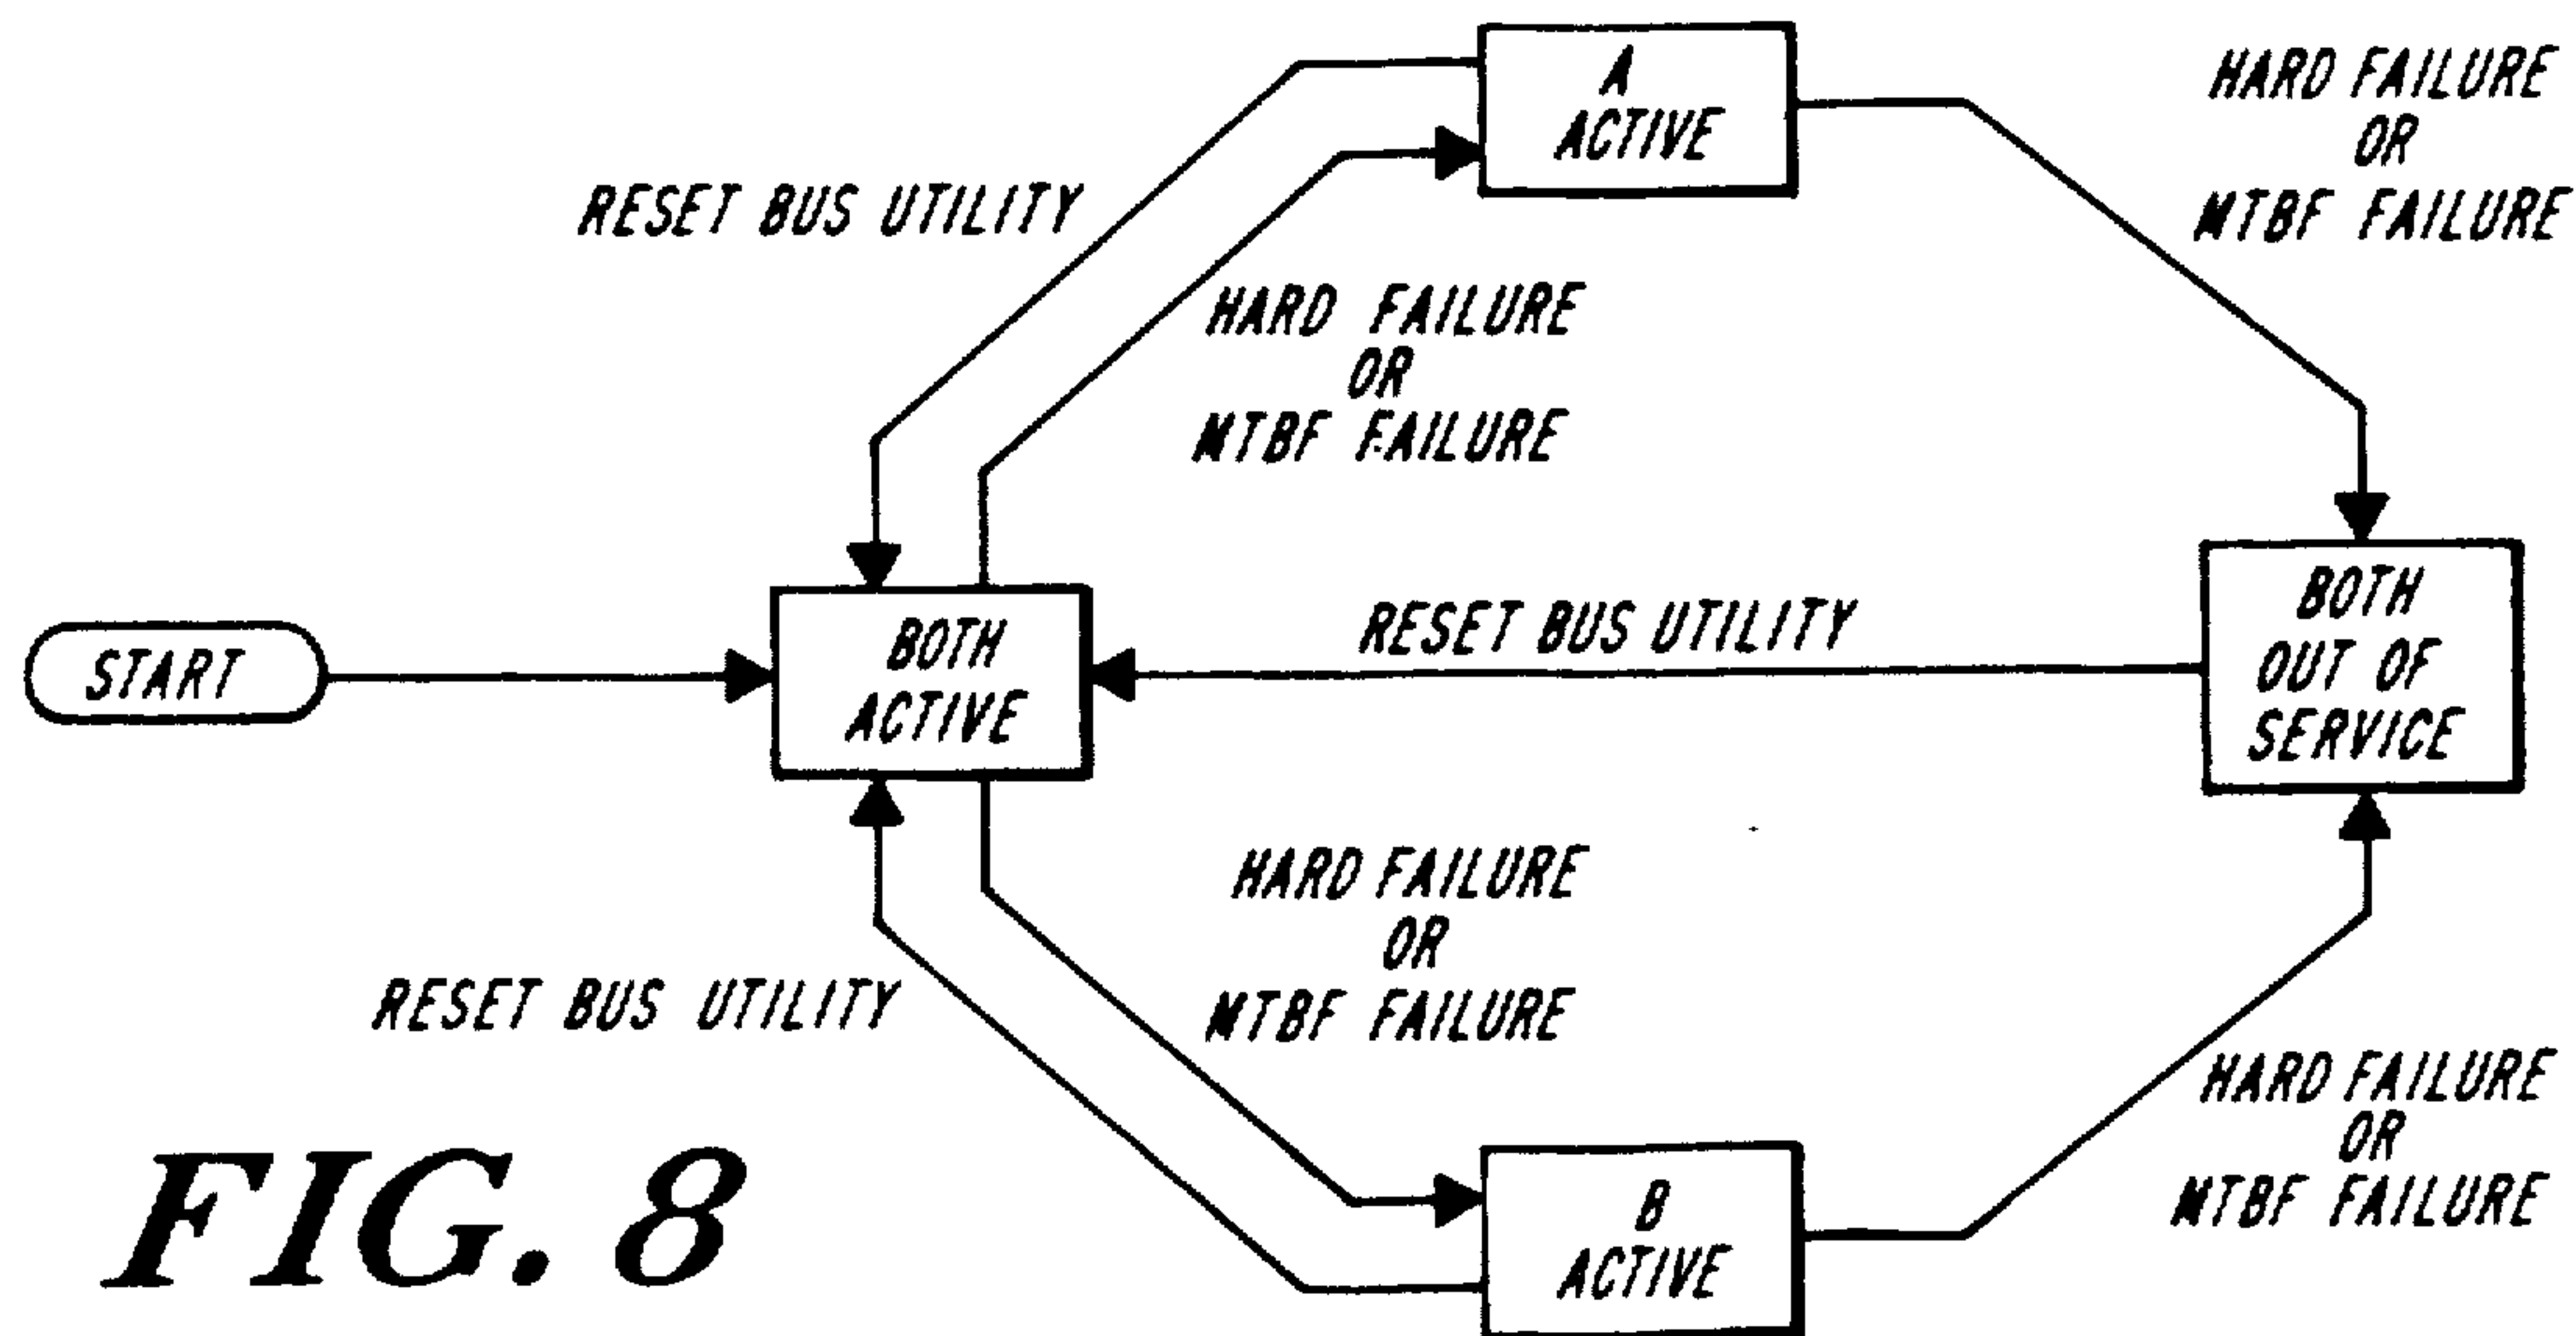 A
ACTIVE
HARD FAILURE
OR
MTBF FAILURE
RESET BUS UTILITY
HARD FAILURE
OR
MTBF FAILURE
START
BOTH
ACTIVE
RESET BUS UTILITY
BOTH
OUT OF
SERVICE
HARD FAILURE
OR
MTBF FAILURE
RESET BUS UTILITY
HARD FAILURE
OR
MTBF FAILURE
B
ACTIVE
FIG. 8